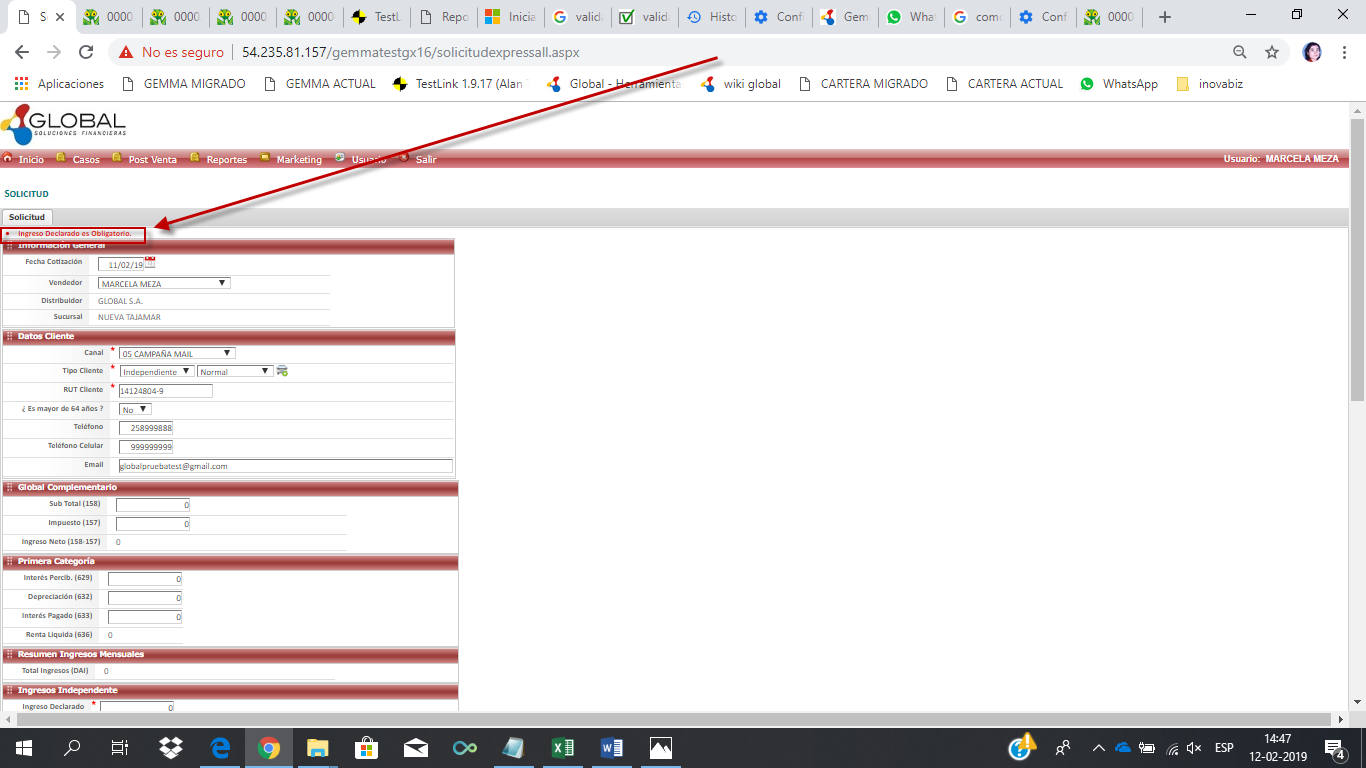 S
0000
0000
0000
0000
TestL
Repo
Inicia
valida
valida
Histo
Confi
Gem
What
como
Conf
0000
No es seguro
54.235.81.157/gemmatestgx16/solicitudexpressall.aspx
Aplicaciones
GEMMA MIGRADO
GEMMA ACTUAL
TestLink 1.9.17 (Alan
Global - Herramienta
wiki global
CARTERA MIGRADO
CARTERA ACTUAL
WhatsApp
inovabiz
GLOBAL
SOLUCIONES FINANCIERAS
Inicio
Casos
Post Venta
Reportes
Marketing
Usuario
Salir
Usuario: MARCELA MEZA
SOLICITUD
Solicitud
Ingreso Declarado es Obligatorio.
Información General
Fecha Cotización 11/02/19
Vendedor MARCELA MEZA
Distribuidor GLOBAL S.A.
Sucursal NUEVA TAJAMAR
Datos Cliente
Canal * 05 CAMPAÑA MAIL
Tipo Cliente * Independiente Normal
RUT Cliente * 14124804-9
¿ Es mayor de 64 años ? No
Teléfono 258999888
Teléfono Celular 999999999
Email globalpruebatest@gmail.com
Global Complementario
Sub Total (158) 0
Impuesto (157) 0
Ingreso Neto (158-157) 0
Primera Categoría
Interés Percib. (629) 0
Depreciación (632) 0
Interés Pagado (633) 0
Renta Liquida (636) 0
Resumen Ingresos Mensuales
Total Ingresos (DAI) 0
Ingresos Independente
Ingreso Declarado * 0
ESP
14:47
12-02-2019
4